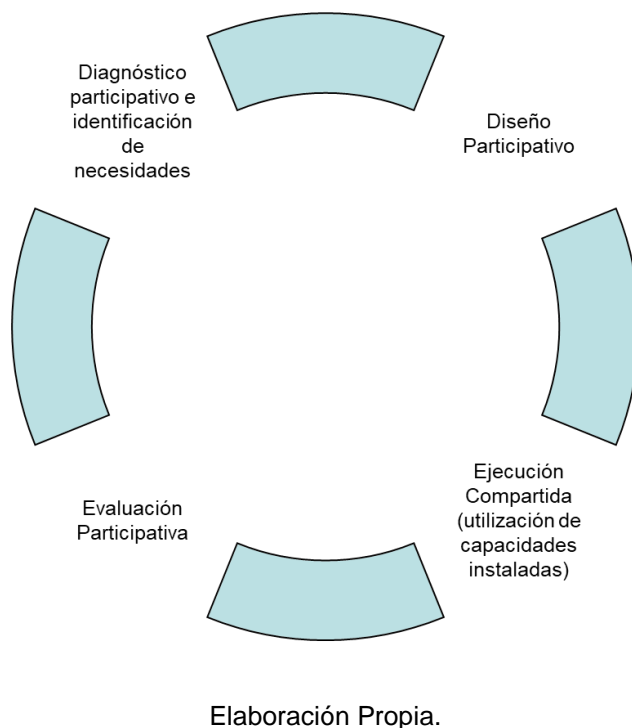 Diagnóstico
participativo e
identificación
de
necesidades
Diseño
Participativo
Ejecución
Compartida
(utilización de
capacidades
instaladas)
Evaluación
Participativa
Elaboración Propia.